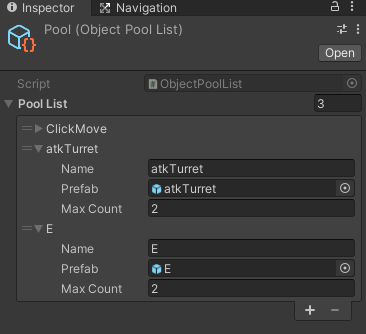 Inspector Navigation
Pool (Object Pool List)
Open
Script ObjectPoolList
Pool List 3
ClickMove
atkTurret
Name atkTurret
Prefab atkTurret
Max Count 2
E
Name E
Prefab E
Max Count 2